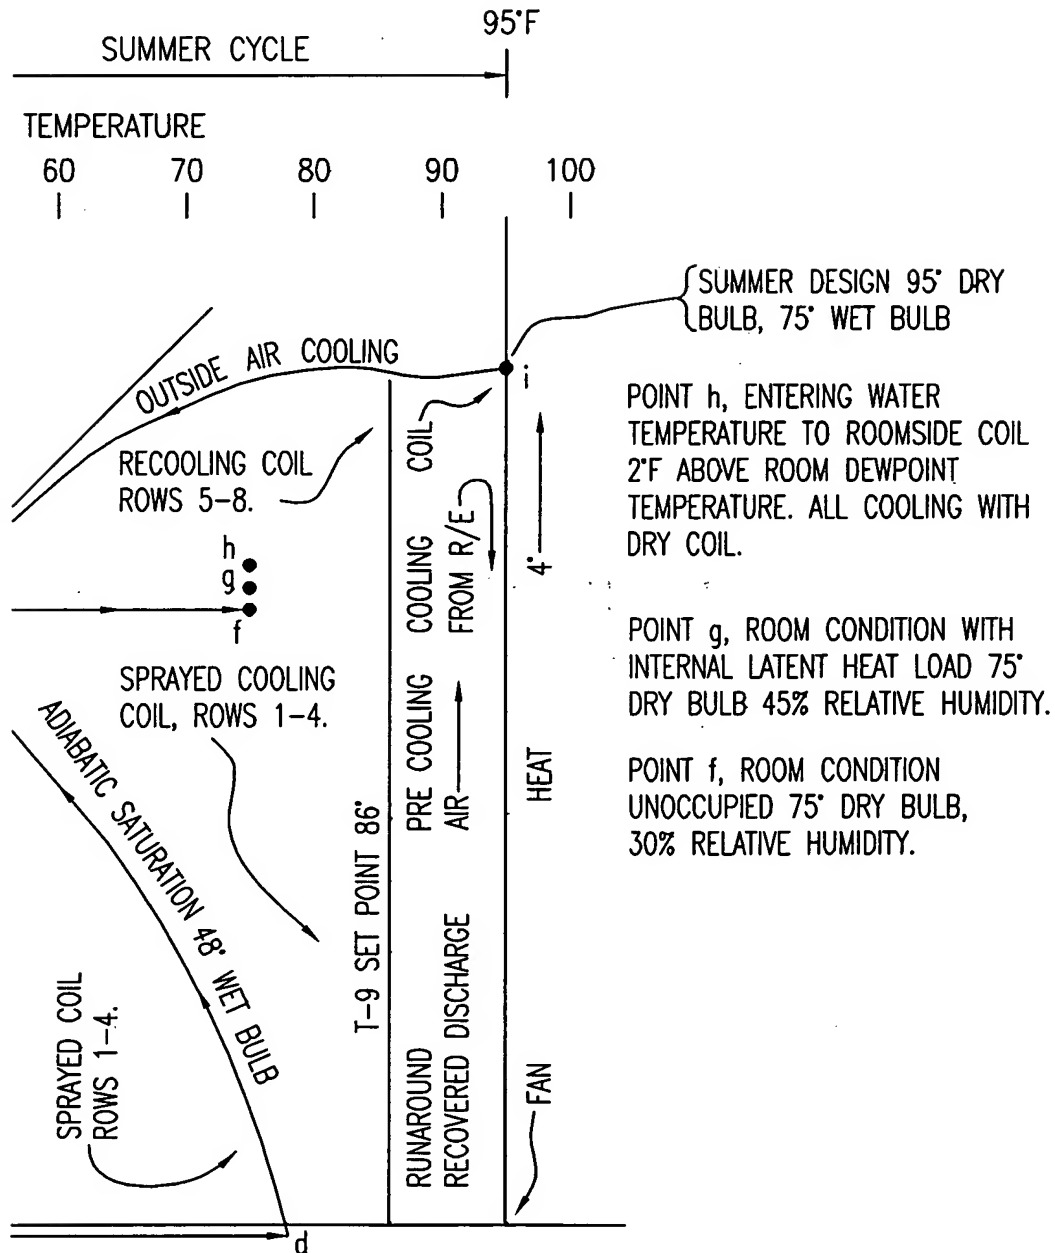 95°F
SUMMER CYCLE
TEMPERATURE
60 70 80 90 100
SUMMER DESIGN 95° DRY
BULB, 75° WET BULB
OUTSIDE AIR COOLING
i
POINT h, ENTERING WATER
TEMPERATURE TO ROOMSIDE COIL
2°F ABOVE ROOM DEWPOINT
TEMPERATURE. ALL COOLING WITH
DRY COIL.
RECOOLING COIL
ROWS 5-8.
h
g
f
POINT g, ROOM CONDITION WITH
INTERNAL LATENT HEAT LOAD 75°
DRY BULB 45% RELATIVE HUMIDITY.
SPRAYED COOLING
COIL, ROWS 1-4.
POINT f, ROOM CONDITION
UNOCCUPIED 75° DRY BULB,
30% RELATIVE HUMIDITY.
ADIABATIC SATURATION 48° WET BULB
SPRAYED COIL
ROWS 1-4.
T-9 SET POINT 86°
RUNAROUND PRE COOLING COOLING COIL
RECOVERED DISCHARGE AIR FROM R/E
FAN HEAT 4°
d